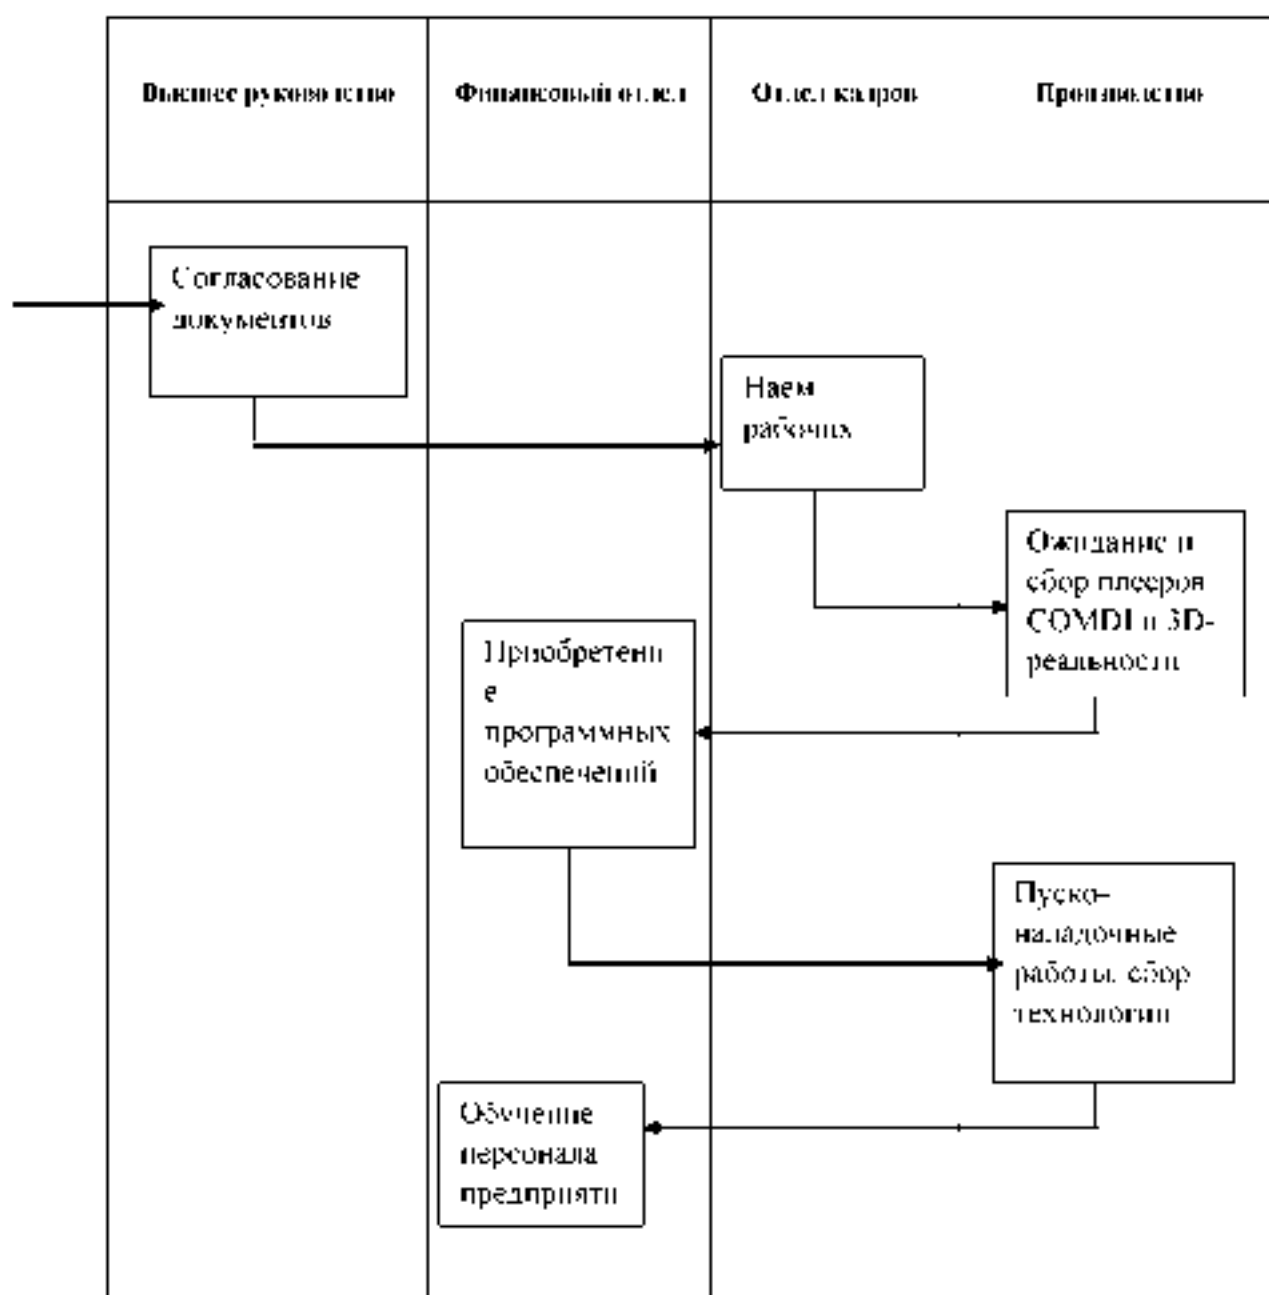 Высшее руководство
Финансовый отдел
Отдел кадров
Производство
Согласование
документов
Наем
рабочих
Ожидание и
сбор плееров
COMDI и 3D-
реальности
Приобретени
е
программных
обеспечений
Пуско–
наладочные
работы, сбор
технологии
Обучение
персонала
предприяти